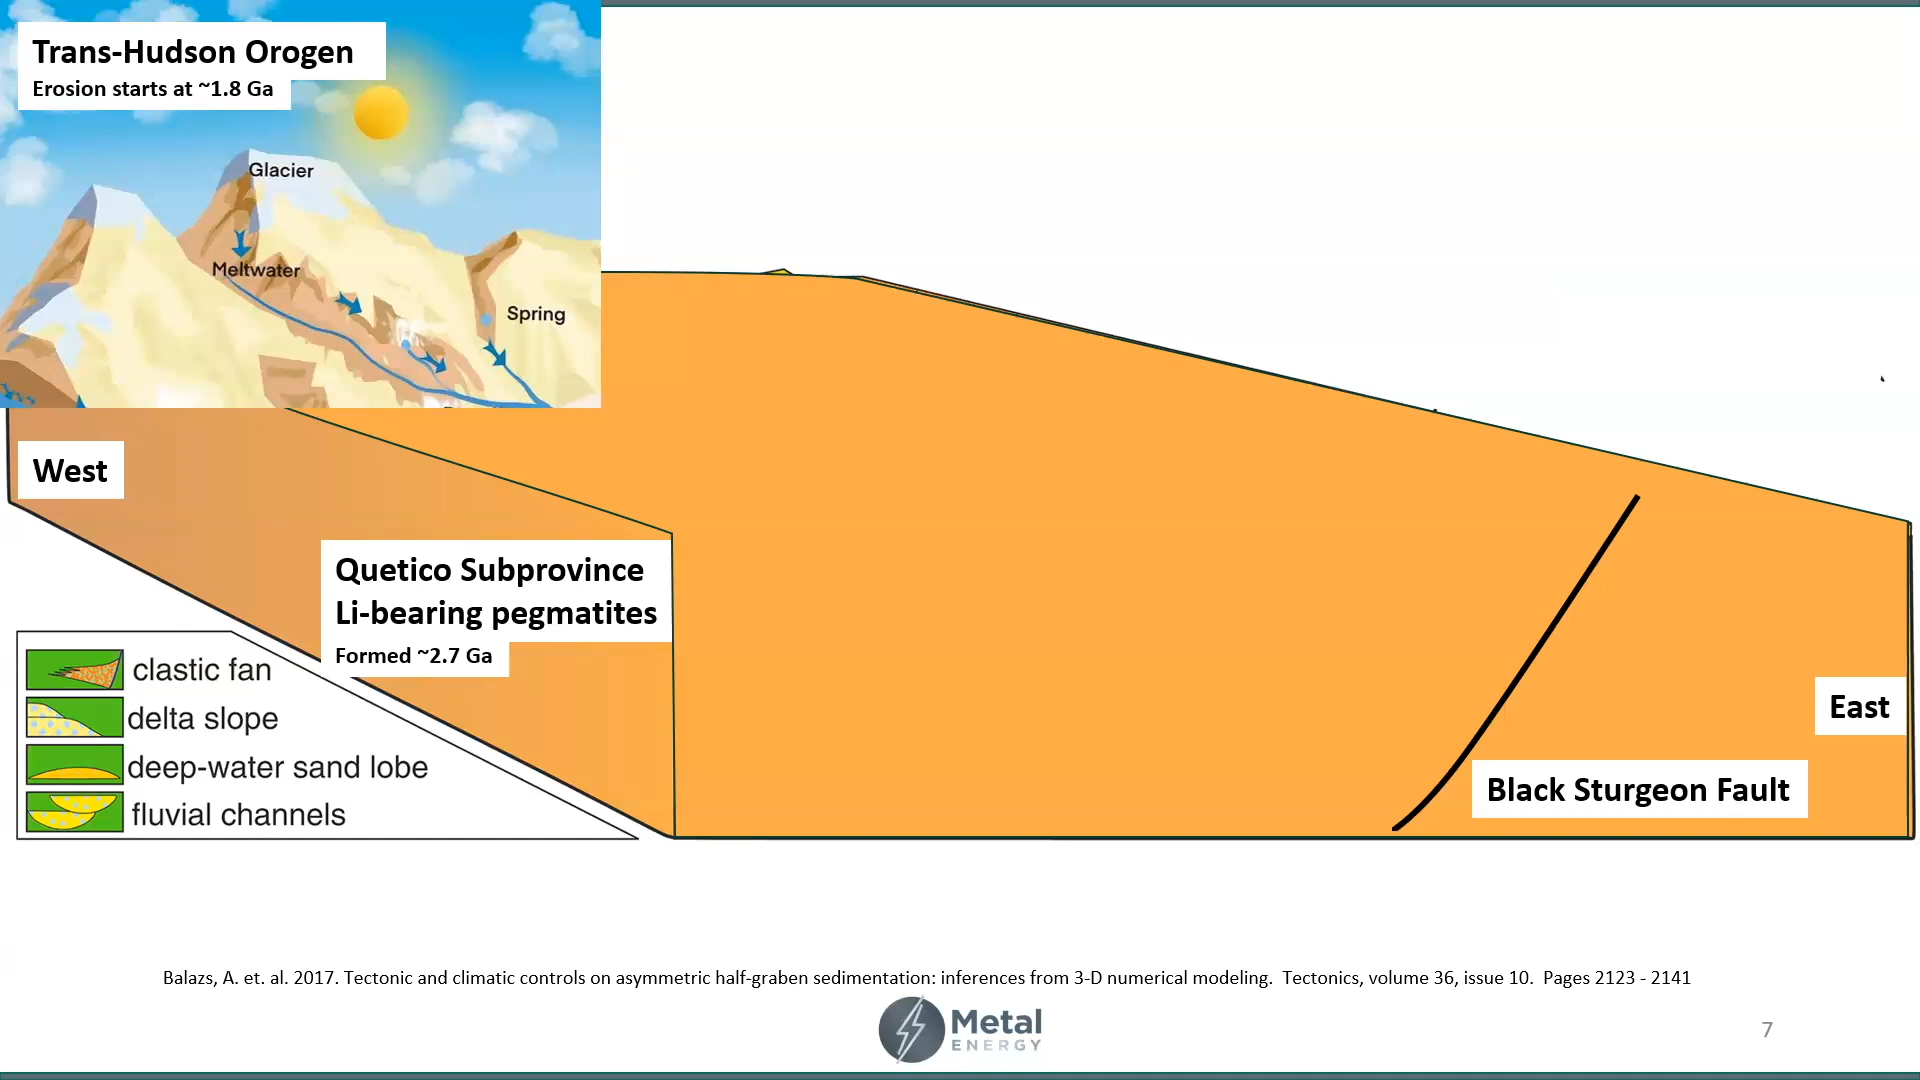 Trans-Hudson Orogen
Erosion starts at ~1.8 Ga
Glacier
Meltwater
Spring
West
Quetico Subprovince
Li-bearing pegmatites
Formed ~2.7 Ga
clastic fan
delta slope
deep-water sand lobe
fluvial channels
East
Black Sturgeon Fault
Balazs, A. et. al. 2017. Tectonic and climatic controls on asymmetric half-graben sedimentation: inferences from 3-D numerical modeling.  Tectonics, volume 36, issue 10.  Pages 2123 - 2141
Metal
ENERGY
7